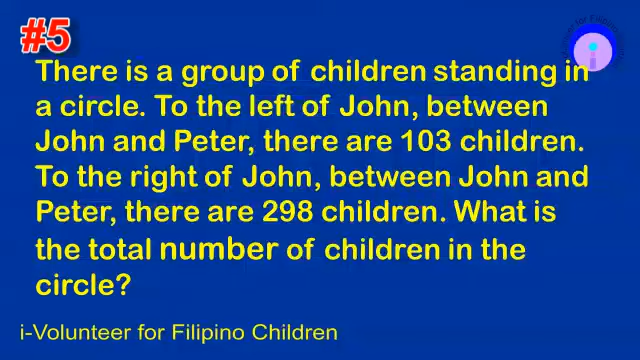 #5
There is a group of children standing in
a circle. To the left of John, between
John and Peter, there are 103 children.
To the right of John, between John and
Peter, there are 298 children. What is
the total number of children in the
circle?
i-Volunteer for Filipino Children